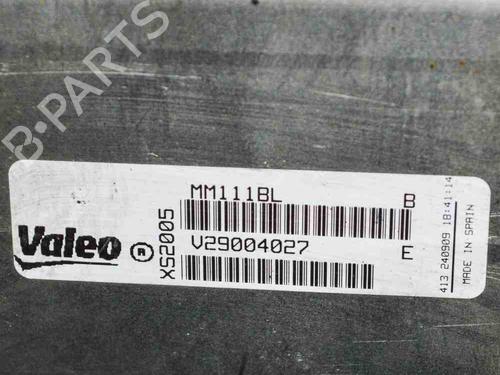 B-PARTS
MM111BL B
Valeo ® XS2005
V29004027 E
413 240909 18:41:14
MADE IN SPAIN